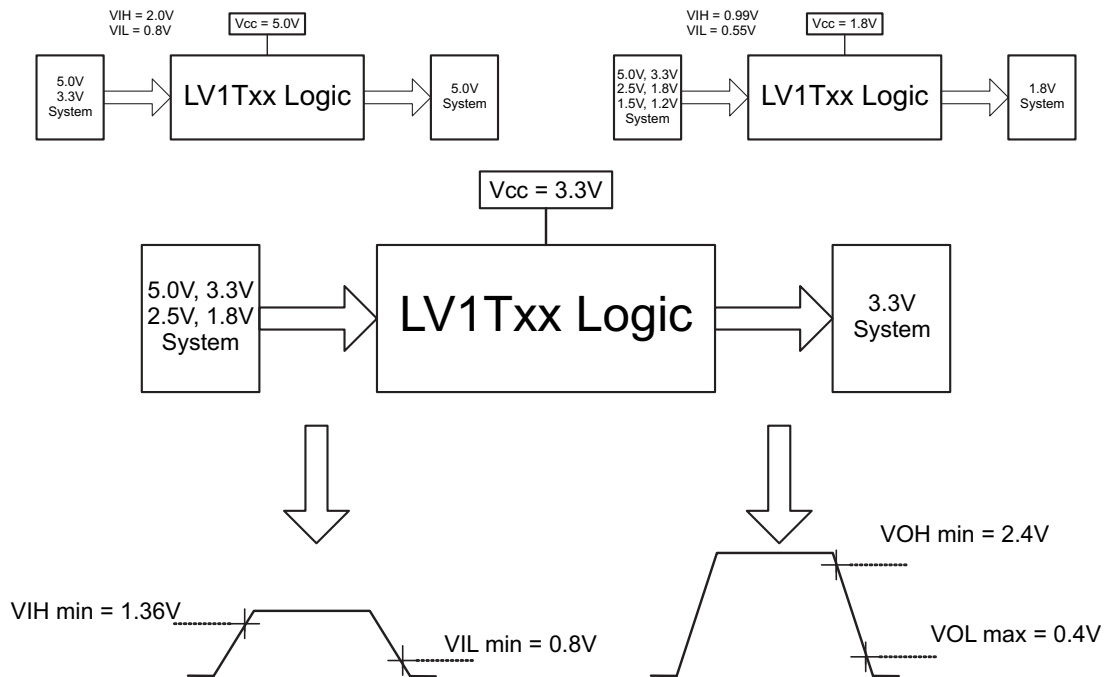 VIH = 2.0V
VIL = 0.8V
Vcc = 5.0V
5.0V
3.3V
System
LV1Txx Logic
5.0V
System
VIH = 0.99V
VIL = 0.55V
Vcc = 1.8V
5.0V, 3.3V
2.5V, 1.8V
1.5V, 1.2V
System
LV1Txx Logic
1.8V
System
Vcc = 3.3V
5.0V, 3.3V
2.5V, 1.8V
System
LV1Txx Logic
3.3V
System
VIH min = 1.36V
VIL min = 0.8V
VOH min = 2.4V
VOL max = 0.4V